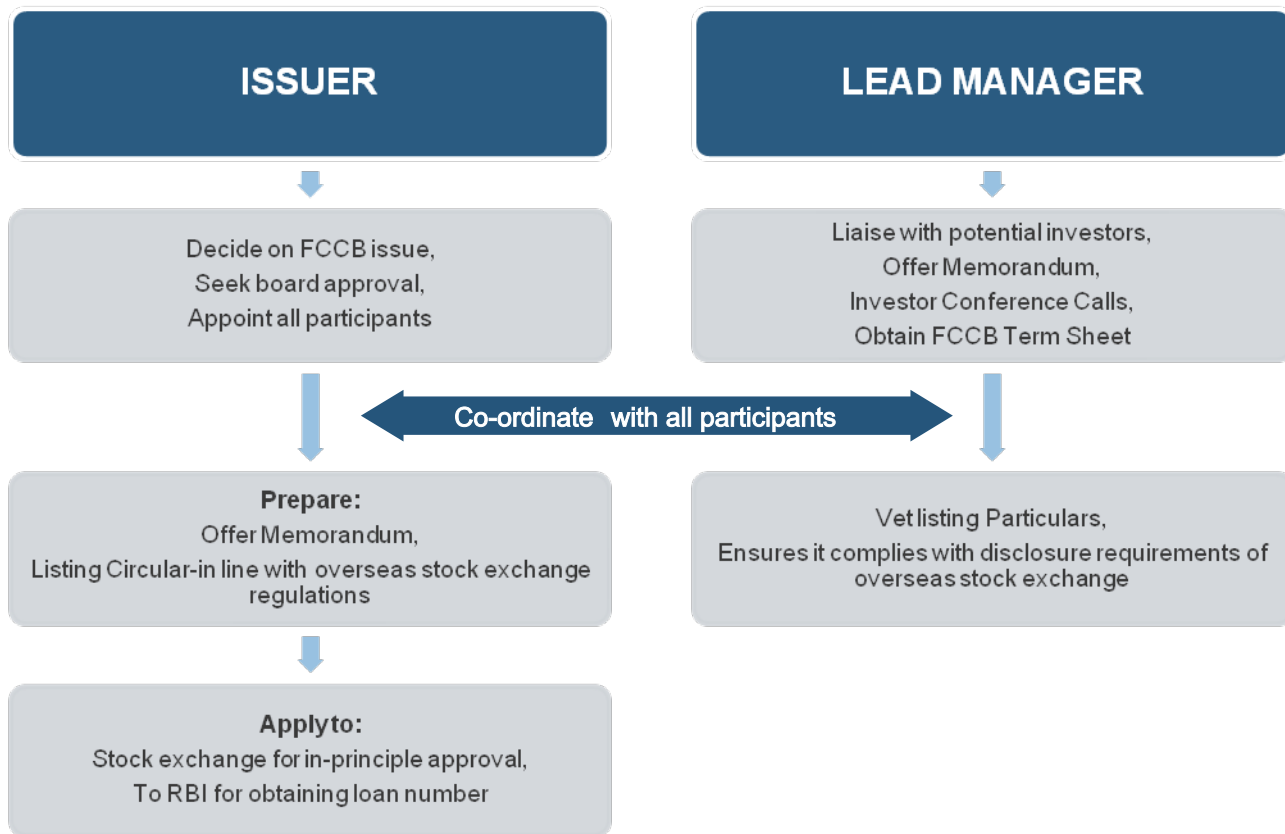 ISSUER
Decide on FCCB issue,
Seek board approval,
Appoint all participants
LEAD MANAGER
Liaise with potential investors,
Offer Memorandum,
Investor Conference Calls,
Obtain FCCB Term Sheet
Co-ordinate with all participants
Prepare:
Offer Memorandum,
Listing Circular-in line with overseas stock exchange
regulations
Vet listing Particulars,
Ensures it complies with disclosure requirements of
overseas stock exchange
Apply to:
Stock exchange for in-principle approval,
To RBI for obtaining loan number